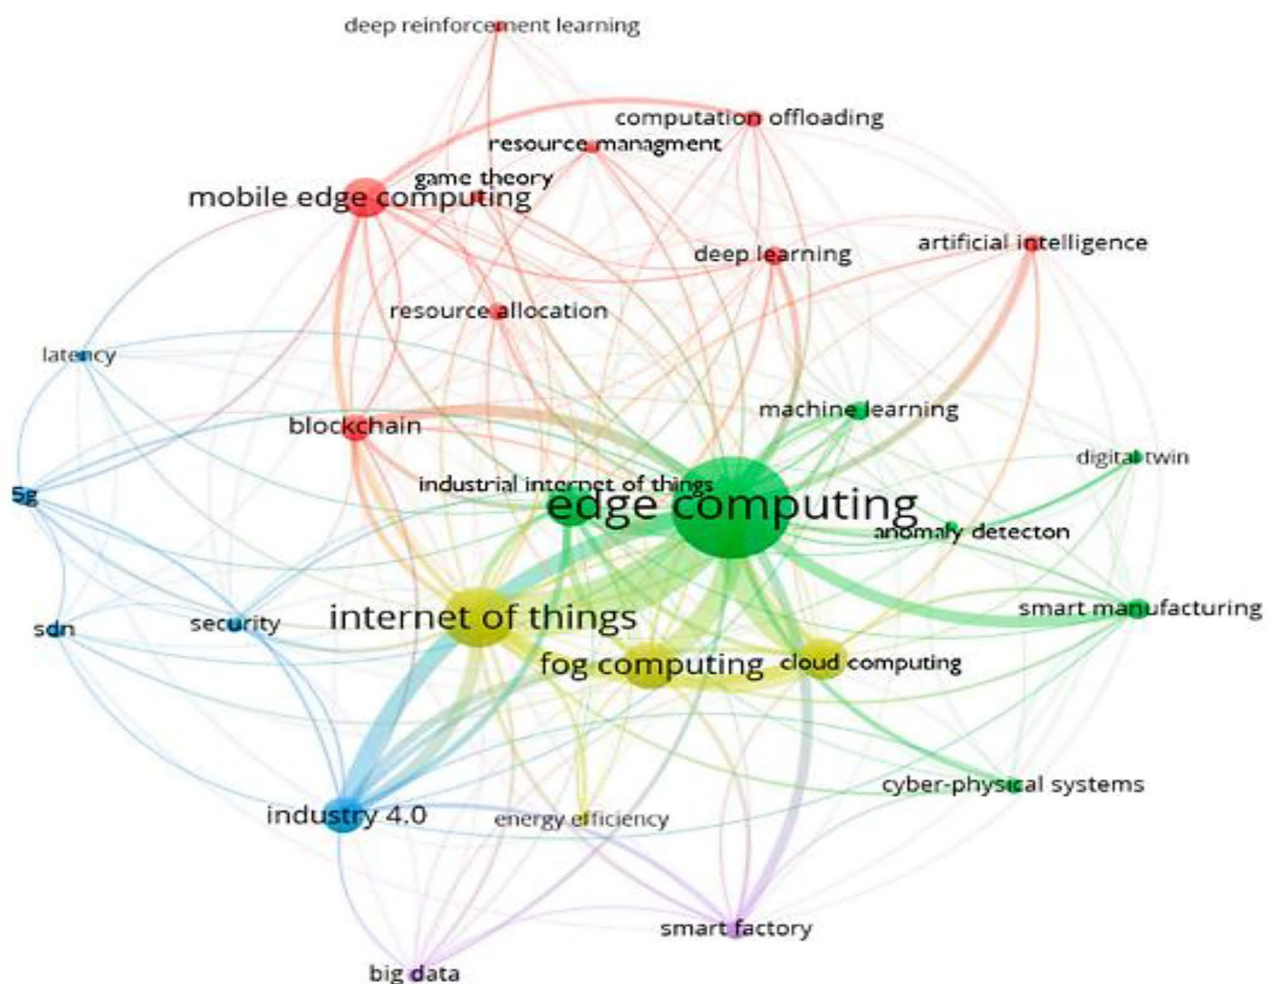 deep reinforcement learning
computation offloading
resource managment
game theory
mobile edge computing
artificial intelligence
deep learning
resource allocation
latency
machine learning
blockchain
digital twin
industrial internet of things
5g
edge computing
anomaly detecton
smart manufacturing
internet of things
security
sdn
fog computing
cloud computing
cyber-physical systems
industry 4.0
energy efficiency
smart factory
big data